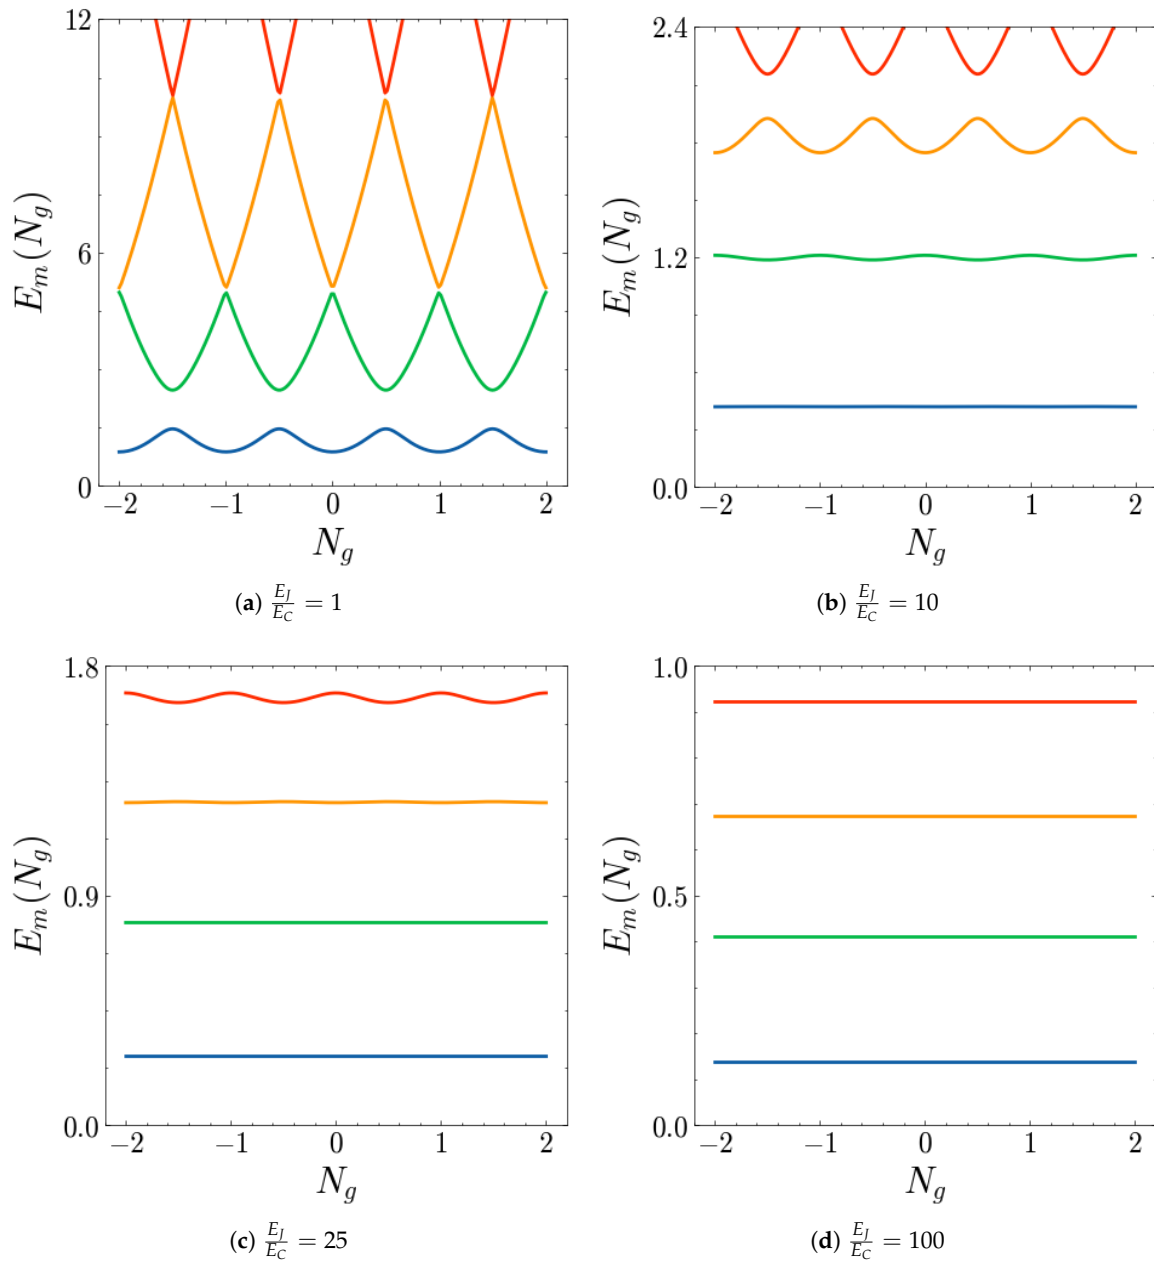 12
6
0
E_m(N_g)
−2 −1 0 1 2
N_g
(a) E_J/E_C = 1
2.4
1.2
0.0
E_m(N_g)
−2 −1 0 1 2
N_g
(b) E_J/E_C = 10
1.8
0.9
0.0
E_m(N_g)
−2 −1 0 1 2
N_g
(c) E_J/E_C = 25
1.0
0.5
1.0
E_m(N_g)
−2 −1 0 1 2
N_g
(d) E_J/E_C = 100